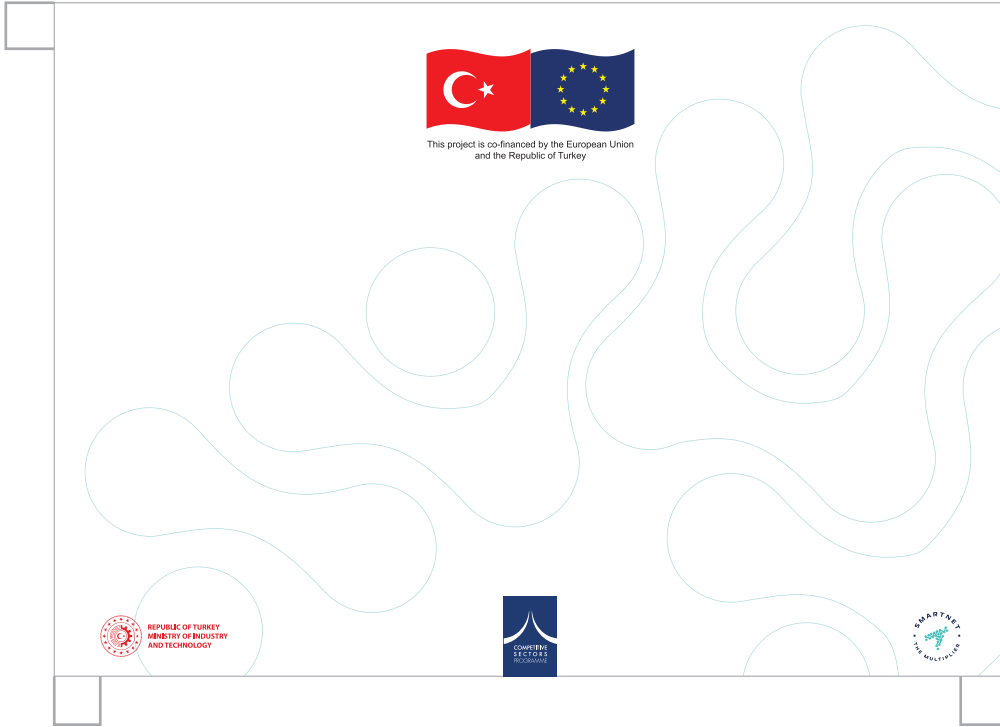 This project is co-financed by the European Union
and the Republic of Turkey
REPUBLIC OF TURKEY
MINISTRY OF INDUSTRY
AND TECHNOLOGY
COMPETITIVE
SECTORS
PROGRAMME
SMARTNET
THE MULTIPLIER